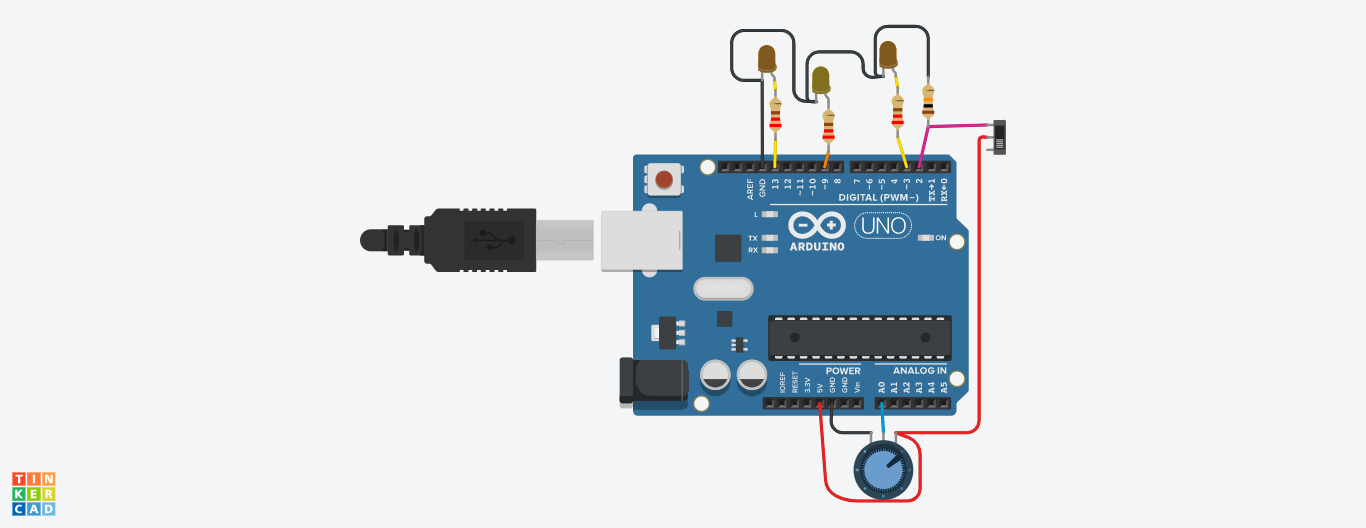 AREF
GND
13
12
~11
~10
~9
8
7
~6
~5
4
~3
2
TX→1
RX←0
DIGITAL (PWM~)
L
TX
RX
ARDUINO
UNO
ON
POWER
ANALOG IN
IOREF
RESET
3.3V
5V
GND
GND
Vin
A0
A1
A2
A3
A4
A5
TIN
KER
CAD